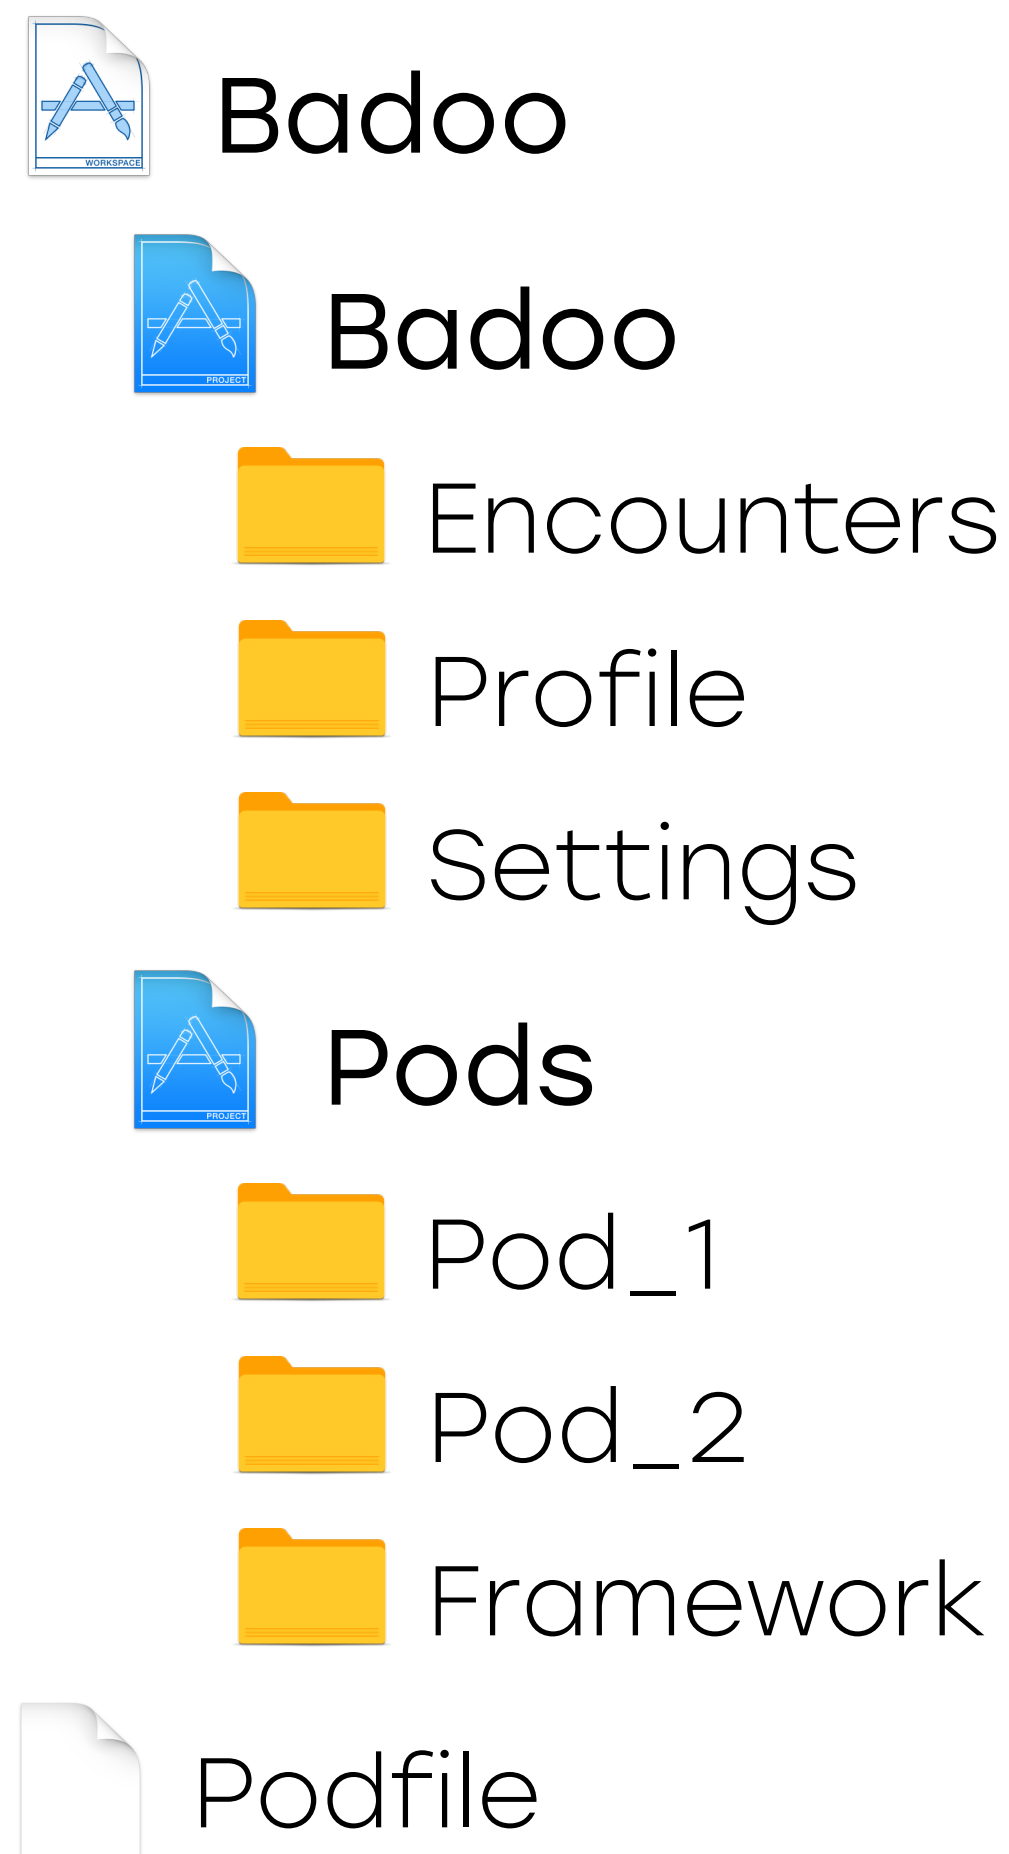 WORKSPACE
Badoo
PROJECT
Badoo
Encounters
Profile
Settings
PROJECT
Pods
Pod_1
Pod_2
Framework
Podfile